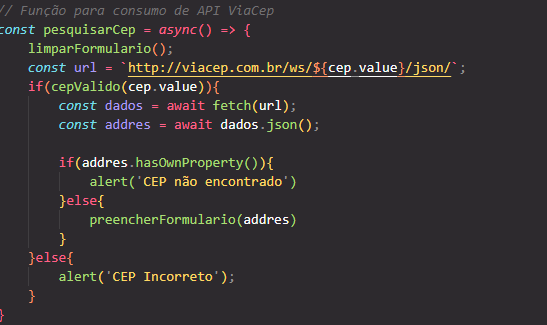 // Função para consumo de API ViaCep
const pesquisarCep = async() => {
    limparFormulario();
    const url = `http://viacep.com.br/ws/${cep.value}/json/`;
    if(cepValido(cep.value)){
        const dados = await fetch(url);
        const addres = await dados.json();

        if(addres.hasOwnProperty()){
            alert('CEP não encontrado')
        }else{
            preencherFormulario(addres)
        }
    }else{
        alert('CEP Incorreto');
    }
}